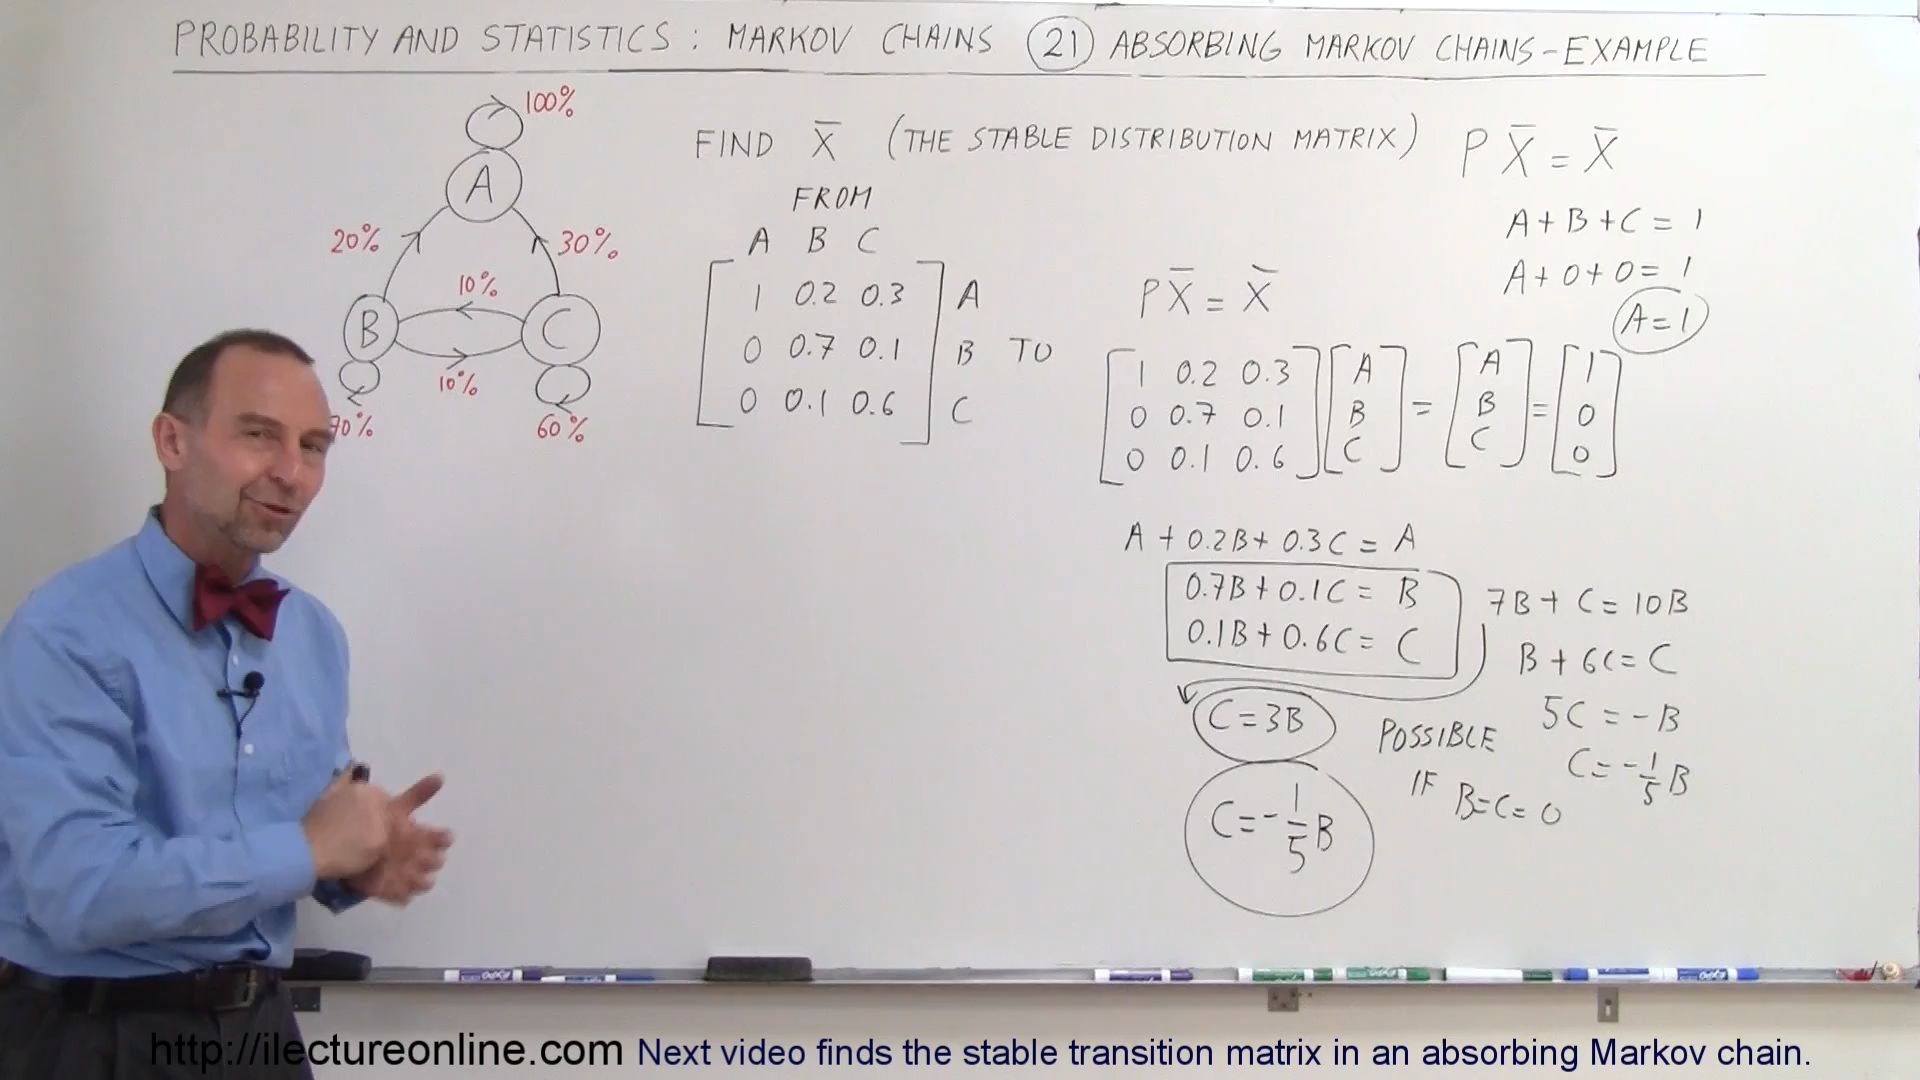 PROBABILITY AND STATISTICS: MARKOV CHAINS (21) ABSORBING MARKOV CHAINS-EXAMPLE
100%
A
20%
30%
10%
B
C
10%
70%
60%
FIND X̄ (THE STABLE DISTRIBUTION MATRIX)
P X̄ = X̄
FROM
A B C
1 0.2 0.3 A
0 0.7 0.1 B TO
0 0.1 0.6 C
A + B + C = 1
A + 0 + 0 = 1
A = 1
P X̄ = X̄
[1 0.2 0.3] [A] = [A] = [1]
[0 0.7 0.1] [B] [B] [0]
[0 0.1 0.6] [C] [C] [0]
A + 0.2B + 0.3C = A
0.7B + 0.1C = B
0.1B + 0.6C = C
7B + C = 10B
B + 6C = C
5C = -B
C = -1/5 B
C = 3B
C = -1/5 B
POSSIBLE
IF B=C=0
EXPO
EXPO
EXPO
EXPO
http://ilectureonline.com Next video finds the stable transition matrix in an absorbing Markov chain.